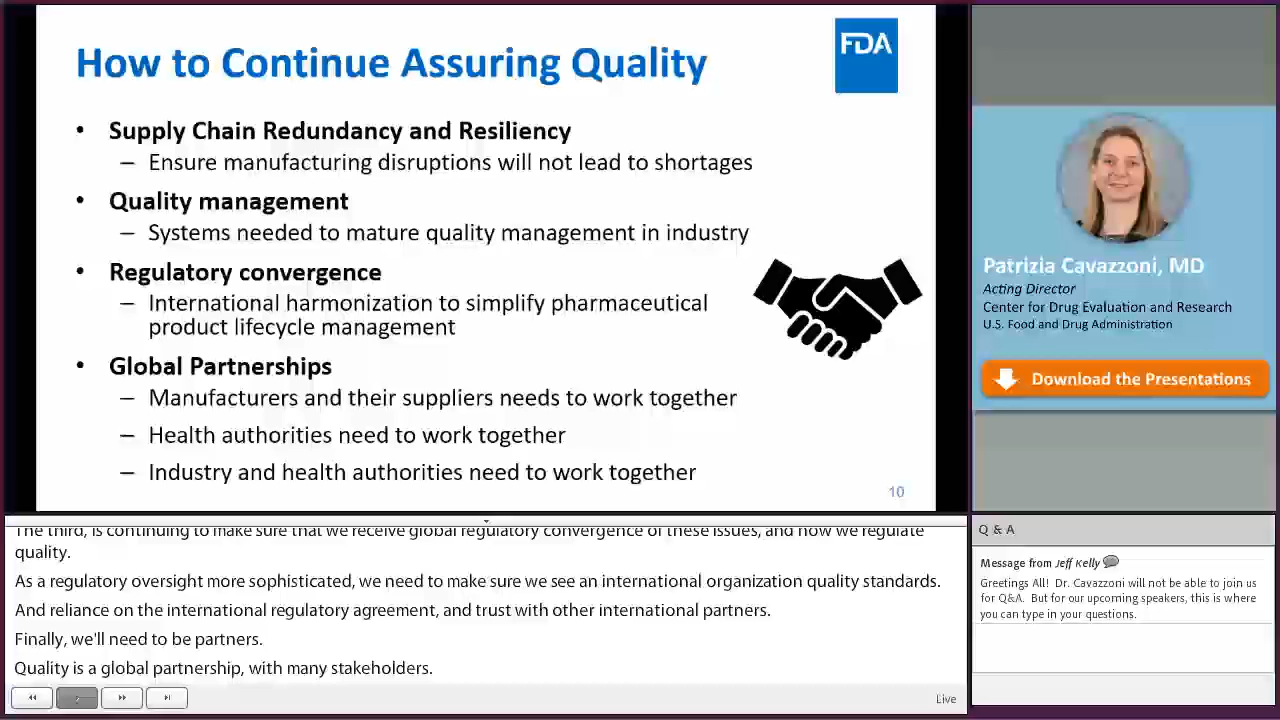 How to Continue Assuring Quality
FDA
• Supply Chain Redundancy and Resiliency
– Ensure manufacturing disruptions will not lead to shortages
• Quality management
– Systems needed to mature quality management in industry
• Regulatory convergence
– International harmonization to simplify pharmaceutical
product lifecycle management
• Global Partnerships
– Manufacturers and their suppliers needs to work together
– Health authorities need to work together
– Industry and health authorities need to work together
10
Patrizia Cavazzoni, MD
Acting Director
Center for Drug Evaluation and Research
U.S. Food and Drug Administration
Download the Presentations
The third, is continuing to make sure that we receive global regulatory convergence of these issues, and how we regulate
quality.
As a regulatory oversight more sophisticated, we need to make sure we see an international organization quality standards.
And reliance on the international regulatory agreement, and trust with other international partners.
Finally, we'll need to be partners.
Quality is a global partnership, with many stakeholders.
Live
Q & A
Message from Jeff Kelly
Greetings All! Dr. Cavazzoni will not be able to join us
for Q&A. But for our upcoming speakers, this is where
you can type in your questions.